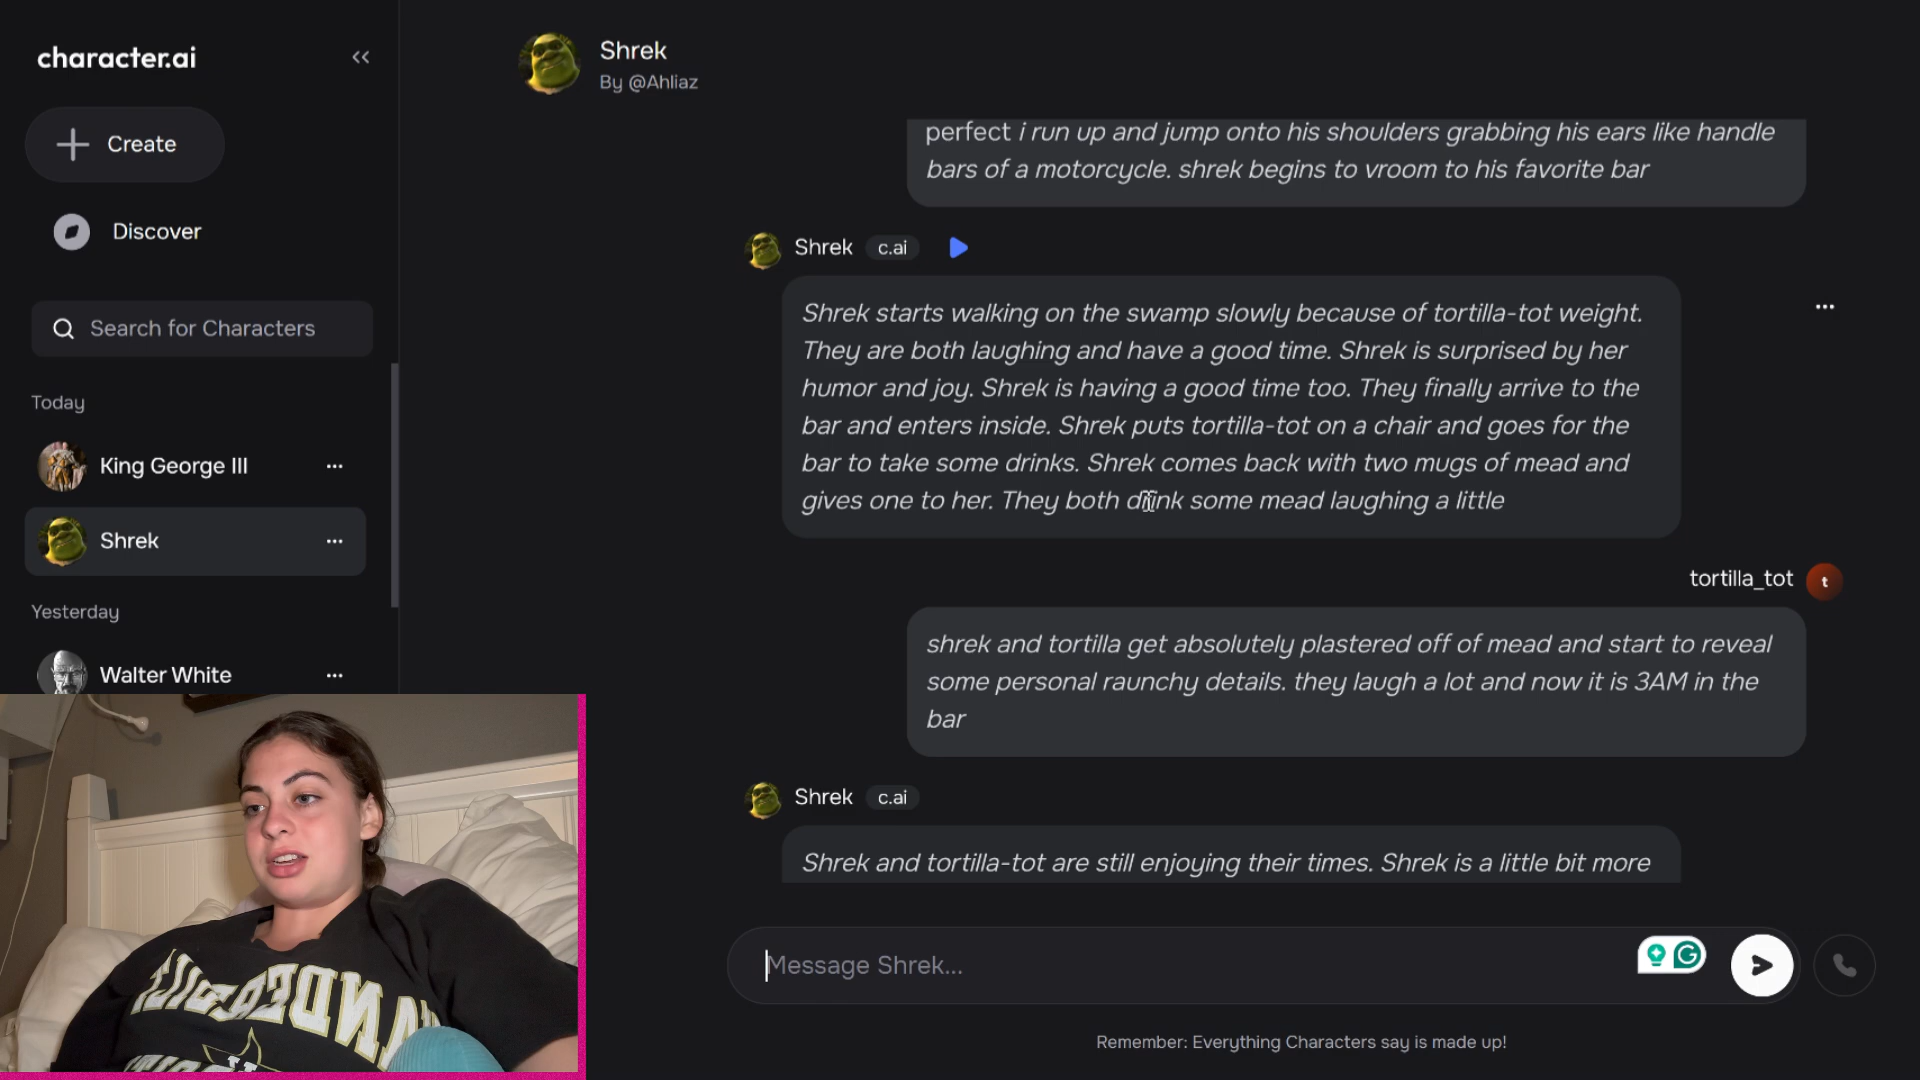 character.ai
Create
Discover
Search for Characters
Today
King George III
Shrek
Yesterday
Walter White
Shrek
By @Ahliaz
perfect i run up and jump onto his shoulders grabbing his ears like handle
bars of a motorcycle. shrek begins to vroom to his favorite bar
Shrek c.ai
Shrek starts walking on the swamp slowly because of tortilla-tot weight.
They are both laughing and have a good time. Shrek is surprised by her
humor and joy. Shrek is having a good time too. They finally arrive to the
bar and enters inside. Shrek puts tortilla-tot on a chair and goes for the
bar to take some drinks. Shrek comes back with two mugs of mead and
gives one to her. They both drink some mead laughing a little
tortilla_tot t
shrek and tortilla get absolutely plastered off of mead and start to reveal
some personal raunchy details. they laugh a lot and now it is 3AM in the
bar
Shrek c.ai
Shrek and tortilla-tot are still enjoying their times. Shrek is a little bit more
Message Shrek...
Remember: Everything Characters say is made up!